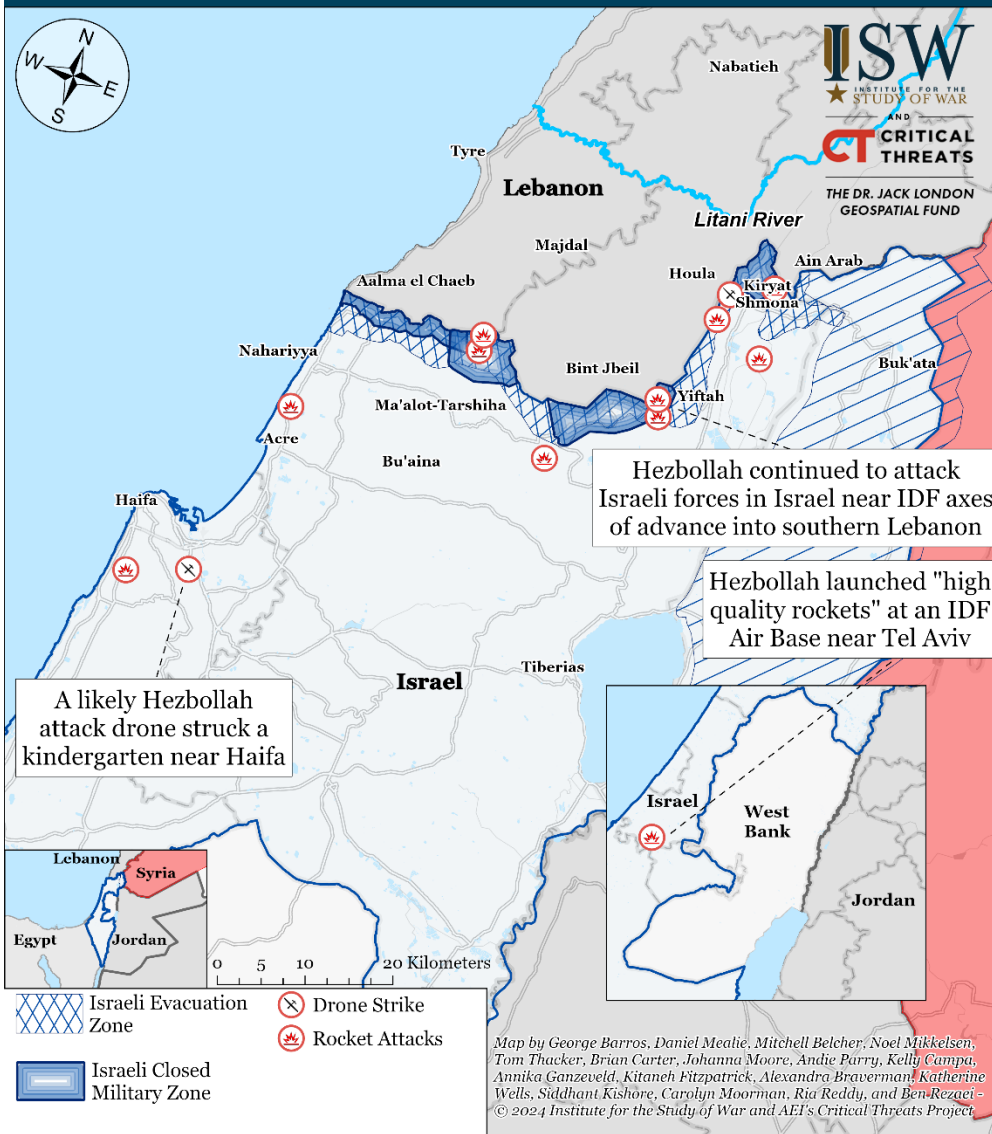 N
W
E
S
ISW
INSTITUTE FOR THE
STUDY OF WAR
AND
CT CRITICAL
THREATS
THE DR. JACK LONDON
GEOSPATIAL FUND
Nabatieh
Tyre
Lebanon
Litani River
Majdal
Houla
Ain Arab
Aalma el Chaeb
Kiryat
Shmona
Nahariyya
Bint Jbeil
Buk'ata
Yiftah
Ma'alot-Tarshiha
Acre
Bu'aina
Haifa
Hezbollah continued to attack
Israeli forces in Israel near IDF axes
of advance into southern Lebanon
Hezbollah launched "high
quality rockets" at an IDF
Air Base near Tel Aviv
Tiberias
Israel
A likely Hezbollah
attack drone struck a
kindergarten near Haifa
Israel
West
Bank
Jordan
Lebanon
Syria
Egypt
Jordan
0 5 10 20 Kilometers
Israeli Evacuation
Zone
Drone Strike
Rocket Attacks
Israeli Closed
Military Zone
Map by George Barros, Daniel Mealie, Mitchell Belcher, Noel Mikkelsen,
Tom Thacker, Brian Carter, Johanna Moore, Andie Parry, Kelly Campa,
Annika Ganzeveld, Kitaneh Fitzpatrick, Alexandra Braverman, Katherine
Wells, Siddhant Kishore, Carolyn Moorman, Ria Reddy, and Ben Rezaei -
© 2024 Institute for the Study of War and AEI's Critical Threats Project